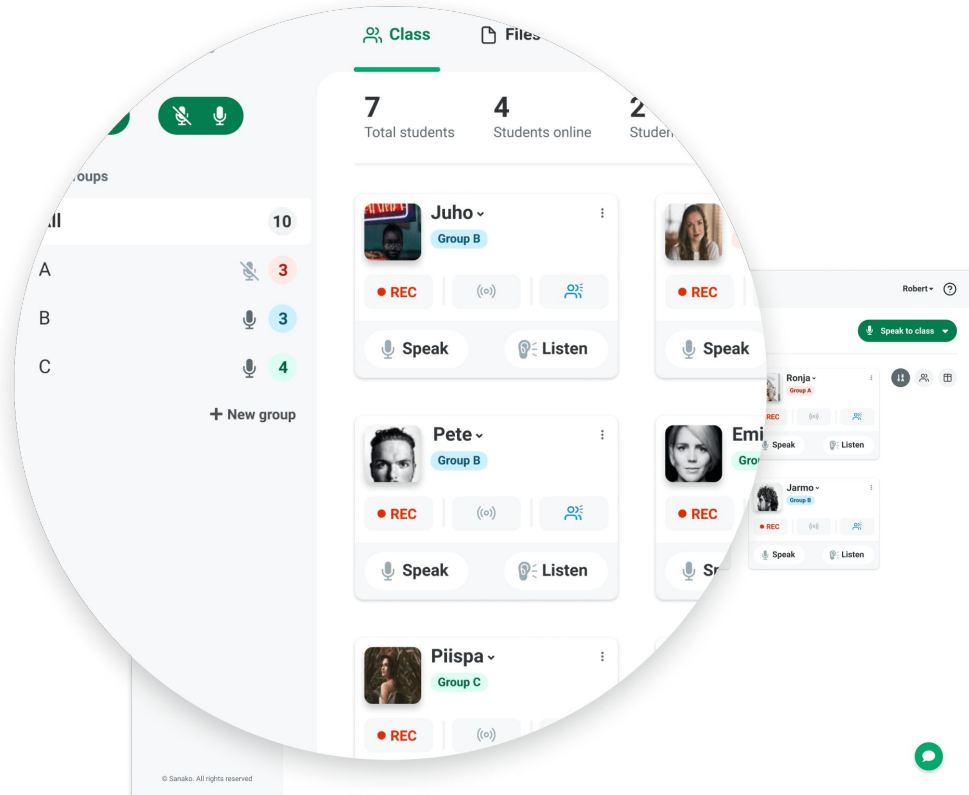 Class
Files
7
4
2
Total students
Students online
All
10
A
3
B
3
C
4
+ New group
Juho
Group B
REC
REC
Speak
Listen
Speak
Robert
?
Speak to class
Ronja
Group A
REC
Speak
Listen
Pete
Group B
REC
REC
Speak
Listen
Jarmo
Group B
REC
Speak
Listen
Piispa
Group C
REC
© Sanako. All rights reserved